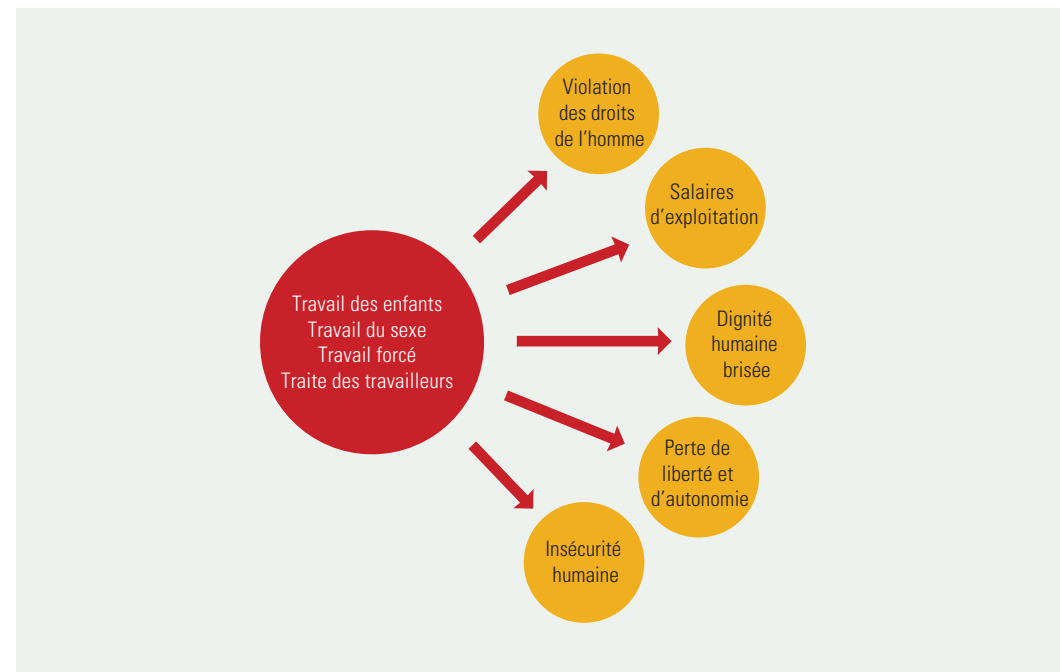 Violation
des droits
de l’homme
Salaires
d’exploitation
Travail des enfants
Travail du sexe
Travail forcé
Traite des travailleurs
Dignité
humaine
brisée
Perte de
liberté et
d’autonomie
Insécurité
humaine